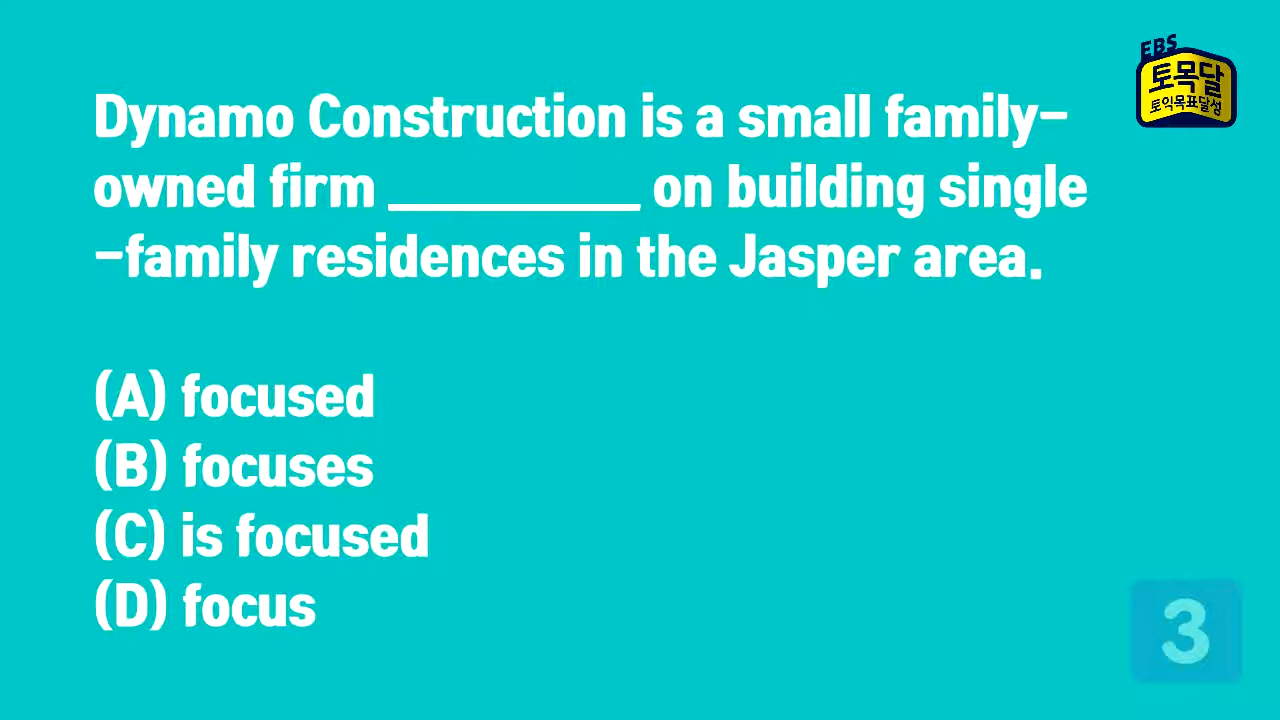 EBS
토목달
토익목표달성
Dynamo Construction is a small family-
owned firm __________ on building single
-family residences in the Jasper area.
(A) focused
(B) focuses
(C) is focused
(D) focus
3